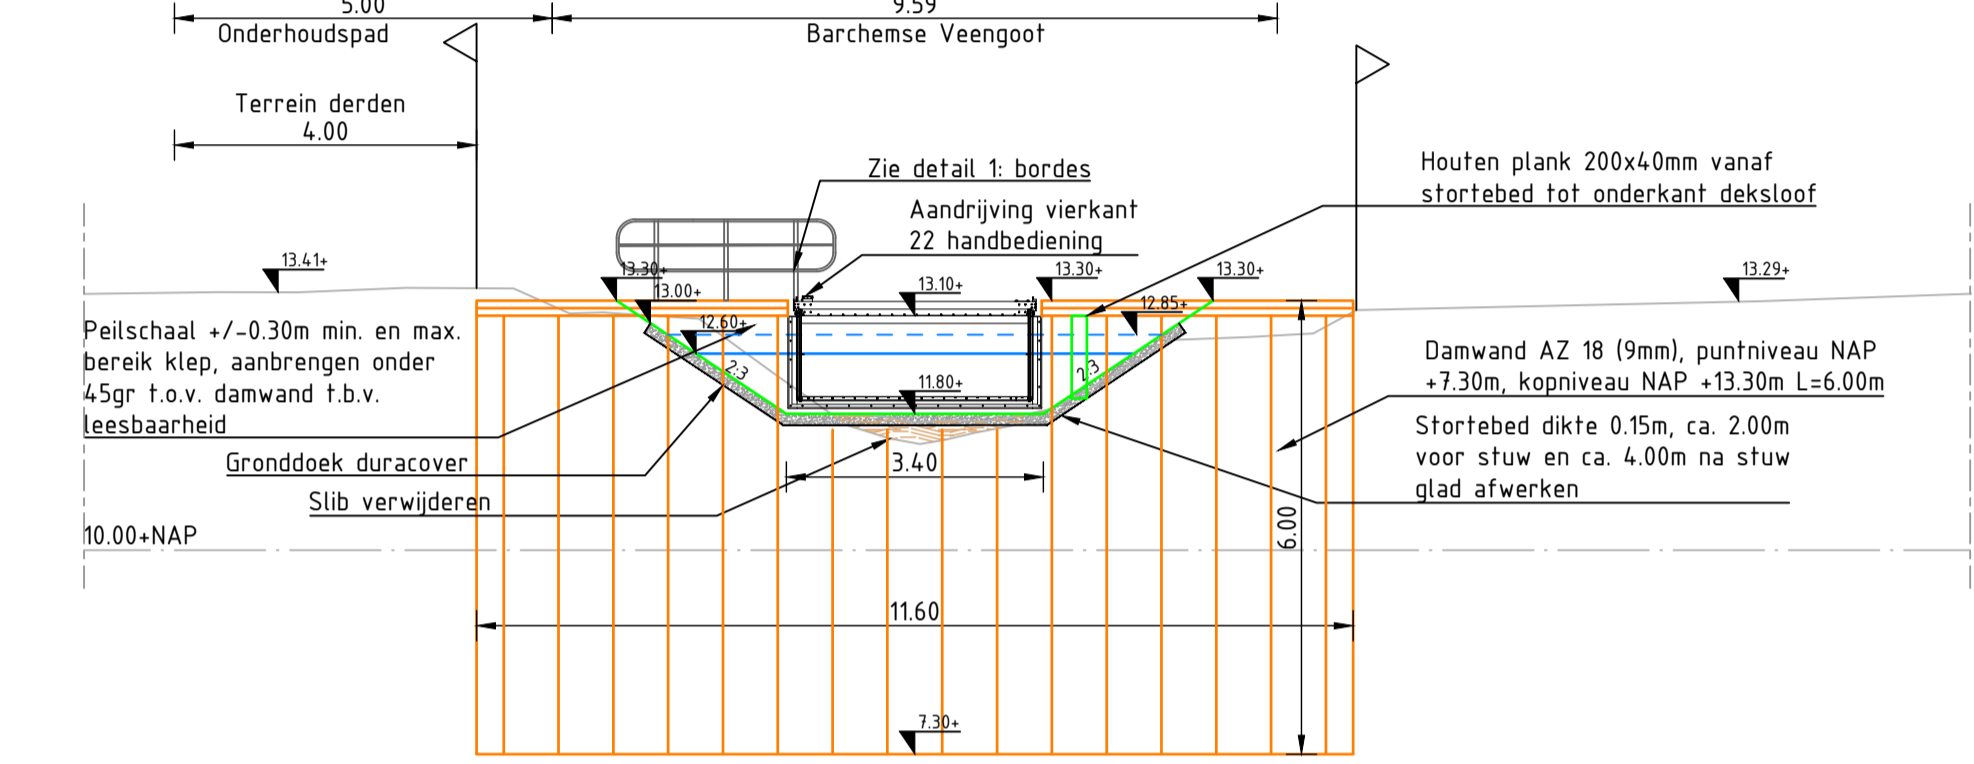 5.00
9.59
Onderhoudspad
Barchemse Veengoot
Terrein derden
4.00
Zie detail 1: bordes
Houten plank 200x40mm vanaf
stortebed tot onderkant deksloof
Aandrijving vierkant
22 handbediening
13.41+
13.30+
13.00+
12.60+
13.10+
13.30+
12.85+
13.30+
13.29+
Peilschaal +/-0.30m min. en max.
bereik klep, aanbrengen onder
45gr t.o.v. damwand t.b.v.
leesbaarheid
2:3
11.80+
2:3
Damwand AZ 18 (9mm), puntniveau NAP
+7.30m, kopniveau NAP +13.30m L=6.00m
Stortebed dikte 0.15m, ca. 2.00m
voor stuw en ca. 4.00m na stuw
glad afwerken
Gronddoek duracover
3.40
Slib verwijderen
10.00+NAP
6.00
11.60
7.30+